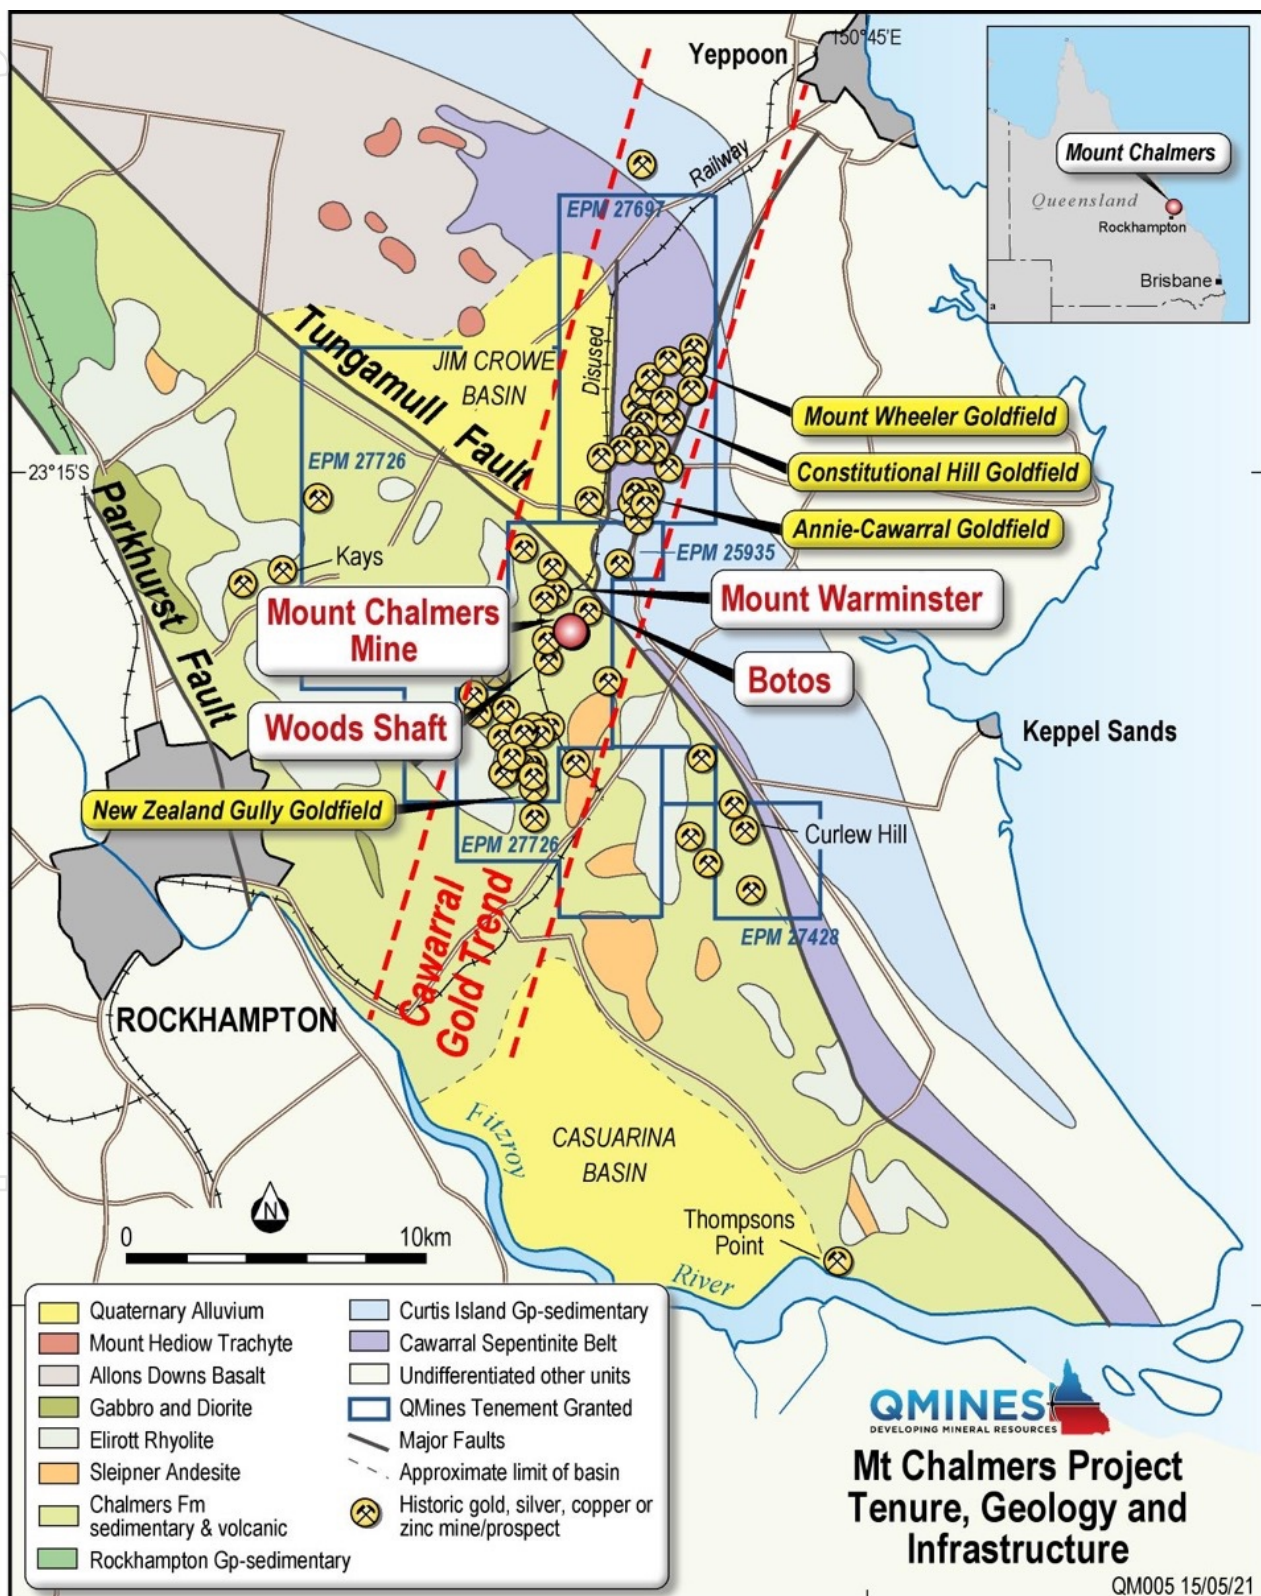 Yeppoon
150°45'E
Mount Chalmers
Queensland
Rockhampton
Brisbane
a
Railway
EPM 27697
Tungamull Fault
JIM CROWE
BASIN
Disused
Mount Wheeler Goldfield
EPM 27726
23°15'S
Constitutional Hill Goldfield
Parkhurst Fault
Annie-Cawarral Goldfield
EPM 25935
Kays
Mount Chalmers
Mine
Mount Warminster
Botos
Woods Shaft
Keppel Sands
New Zealand Gully Goldfield
EPM 27726
Curlew Hill
Cawarral
Gold Trend
EPM 27428
ROCKHAMPTON
Fitzroy
CASUARINA
BASIN
N
Thompsons
Point
0 10km
River
Quaternary Alluvium
Mount Hediow Trachyte
Allons Downs Basalt
Gabbro and Diorite
Elirott Rhyolite
Sleipner Andesite
Chalmers Fm
sedimentary & volcanic
Rockhampton Gp-sedimentary
Curtis Island Gp-sedimentary
Cawarral Sepentinite Belt
Undifferentiated other units
QMines Tenement Granted
Major Faults
Approximate limit of basin
Historic gold, silver, copper or
zinc mine/prospect
QMINES
DEVELOPING MINERAL RESOURCES
Mt Chalmers Project
Tenure, Geology and
Infrastructure
QM005 15/05/21